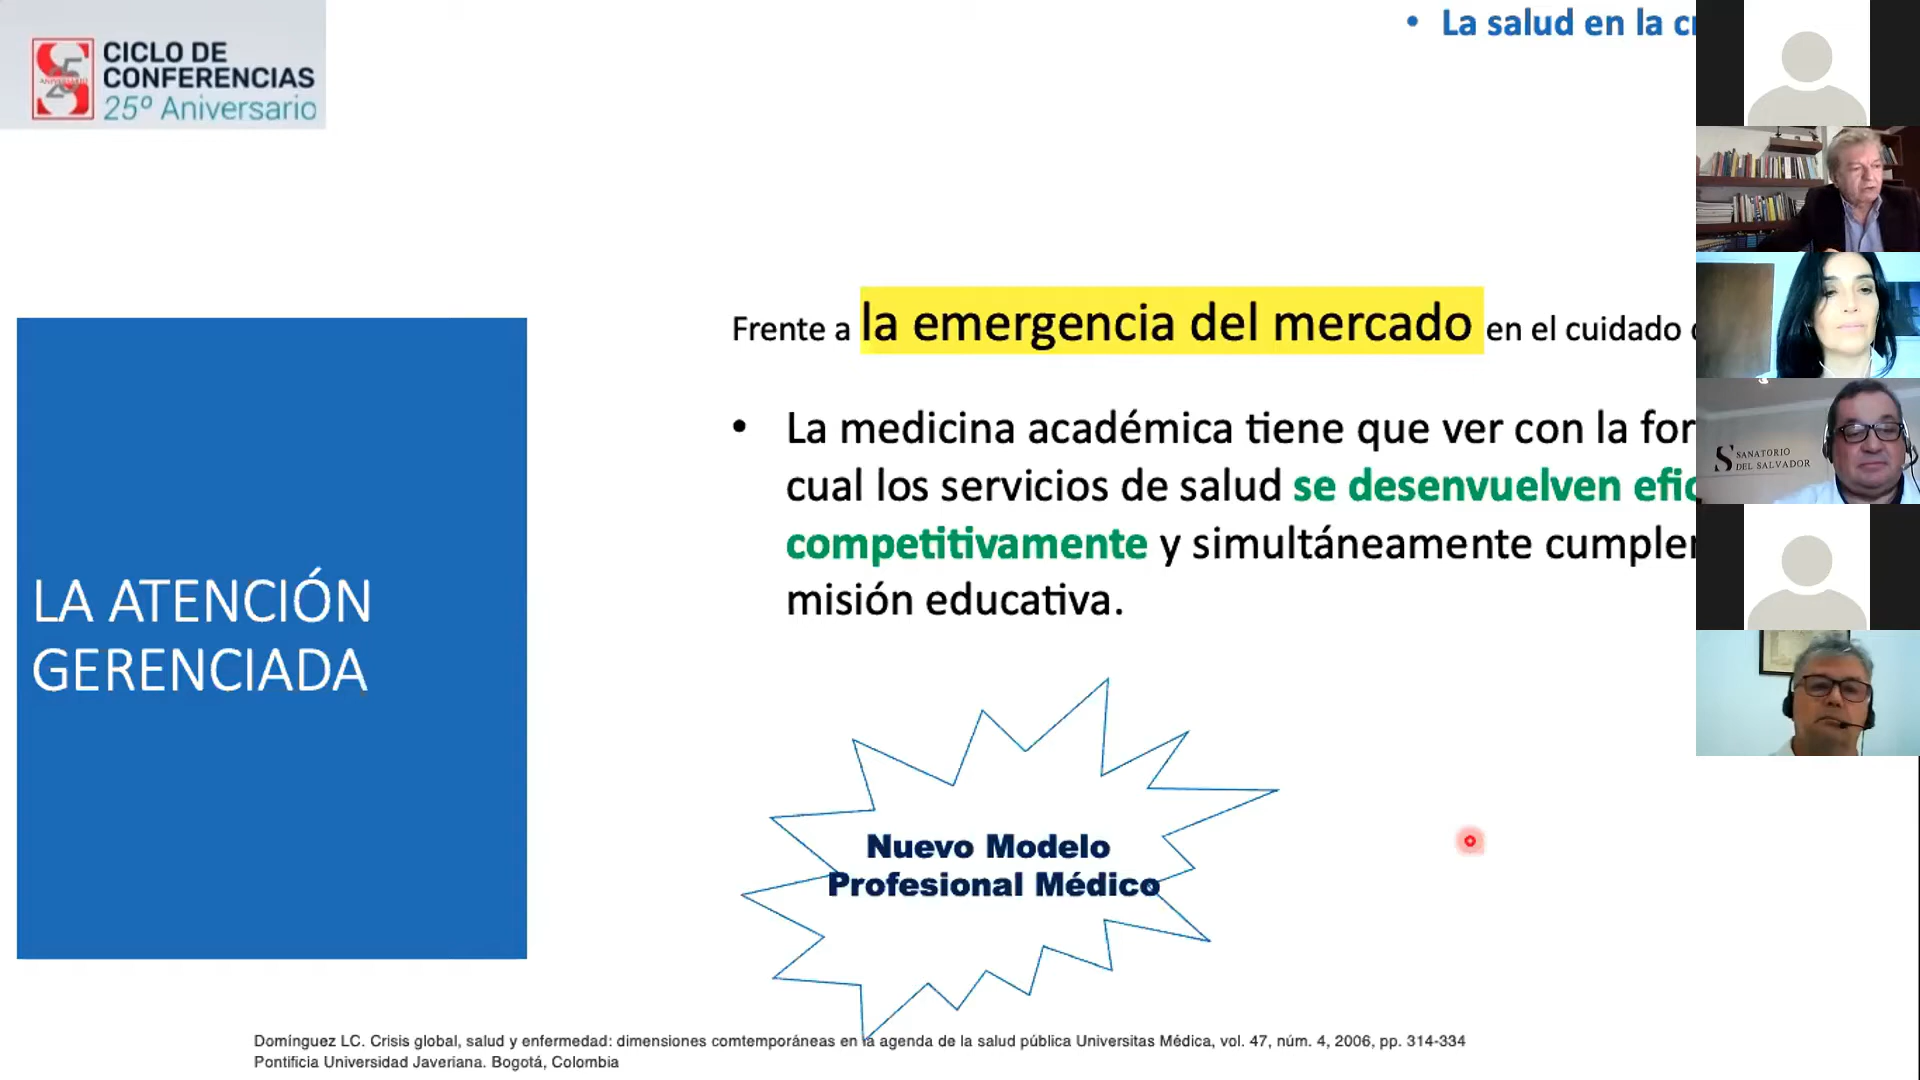 CICLO DE
CONFERENCIAS
25º Aniversario
• La salud en la
Frente a la emergencia del mercado en el cuidado
• La medicina académica tiene que ver con la
cual los servicios de salud se desenvuelven
competitivamente y simultáneamente
misión educativa.
LA ATENCIÓN
GERENCIADA
Nuevo Modelo
Profesional Médico
SANATORIO
DEL SALVADOR
Domínguez LC. Crisis global, salud y enfermedad: dimensiones comtemporáneas en la agenda de la salud pública Universitas Médica, vol. 47, núm. 4, 2006, pp. 314-334
Pontificia Universidad Javeriana. Bogotá, Colombia